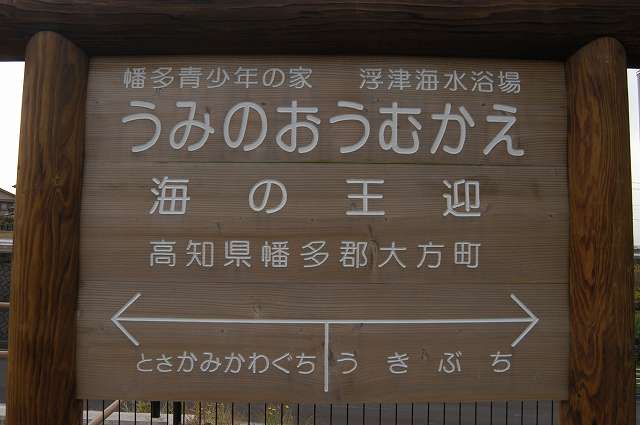 幡多青少年の家　浮津海水浴場
うみのおうむかえ
海の王迎
高知県幡多郡大方町
とさかみかわぐち　うきぶち